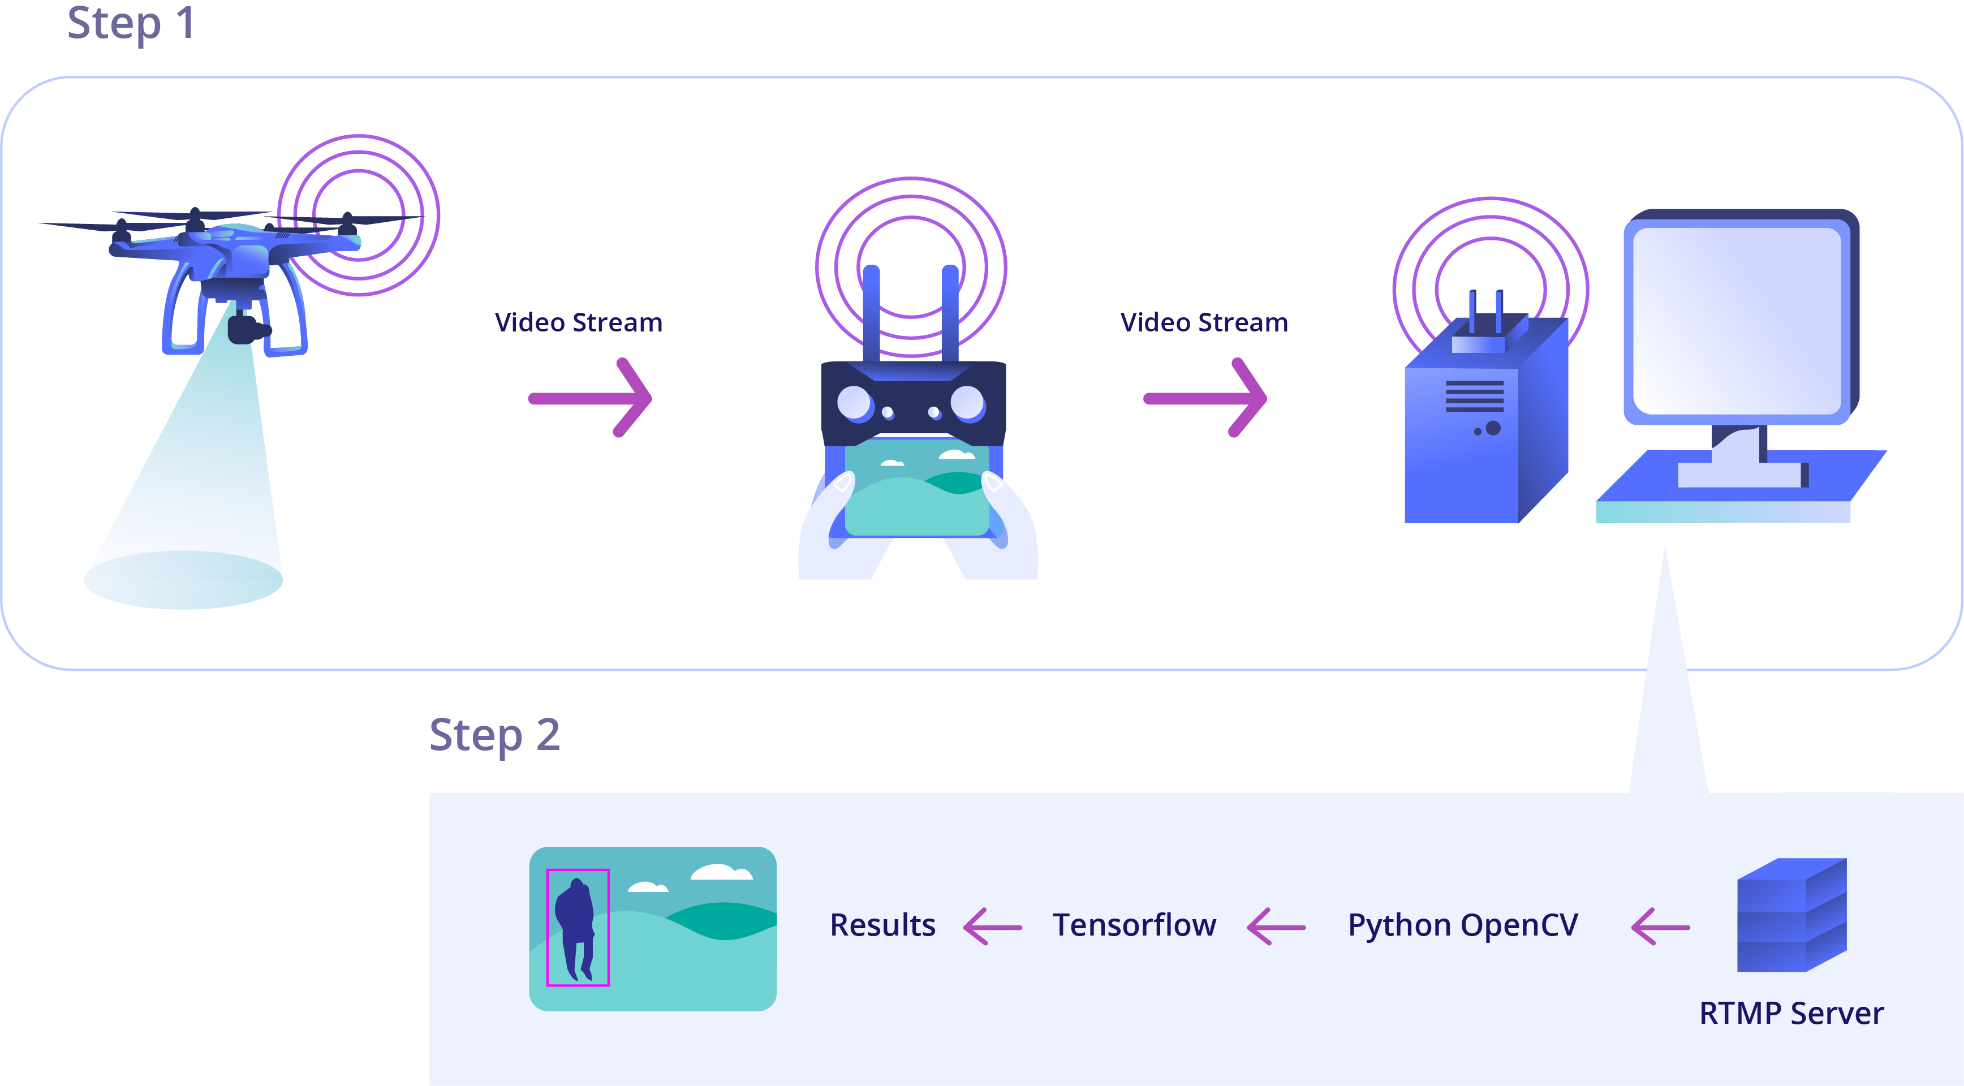 Step 1
Video Stream
Video Stream
Step 2
Results
Tensorflow
Python OpenCV
RTMP Server